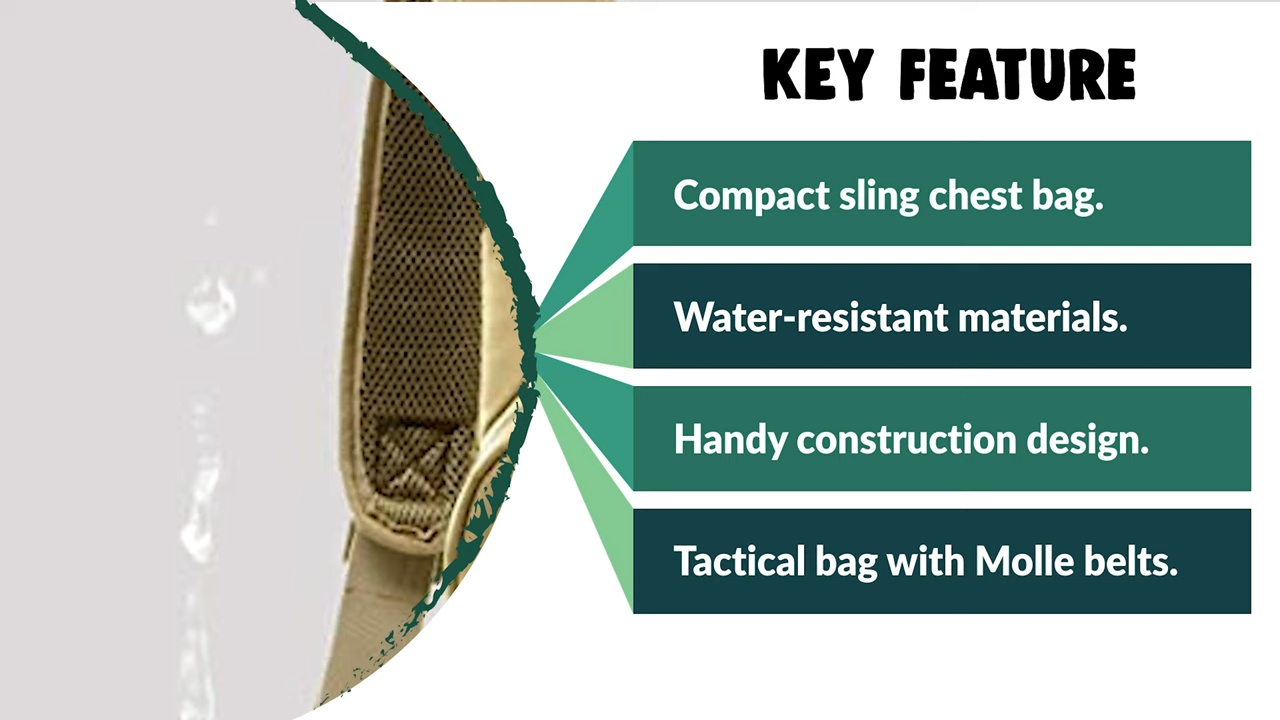 KEY FEATURE
Compact sling chest bag.
Water-resistant materials.
Handy construction design.
Tactical bag with Molle belts.